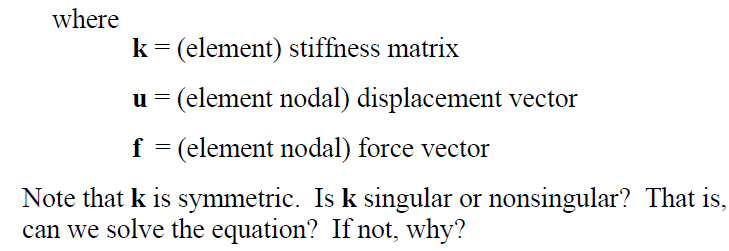 where
k = (element) stiffness matrix
u = (element nodal) displacement vector
f = (element nodal) force vector
Note that k is symmetric. Is k singular or nonsingular? That is,
can we solve the equation? If not, why?